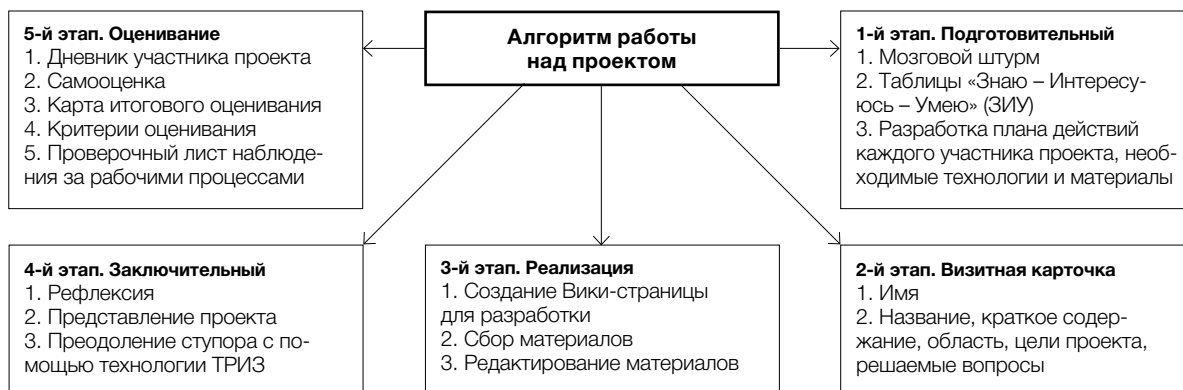 Алгоритм работы
над проектом
1-й этап. Подготовительный
1. Мозговой штурм
2. Таблицы «Знаю – Интересу-
юсь – Умею» (ЗИУ)
3. Разработка плана действий
каждого участника проекта, необ-
ходимые технологии и материалы
2-й этап. Визитная карточка
1. Имя
2. Название, краткое содер-
жание, область, цели проекта,
решаемые вопросы
3-й этап. Реализация
1. Создание Вики-страницы
для разработки
2. Сбор материалов
3. Редактирование материалов
4-й этап. Заключительный
1. Рефлексия
2. Представление проекта
3. Преодоление ступора с по-
мощью технологии ТРИЗ
5-й этап. Оценивание
1. Дневник участника проекта
2. Самооценка
3. Карта итогового оценивания
4. Критерии оценивания
5. Проверочный лист наблюде-
ния за рабочими процессами